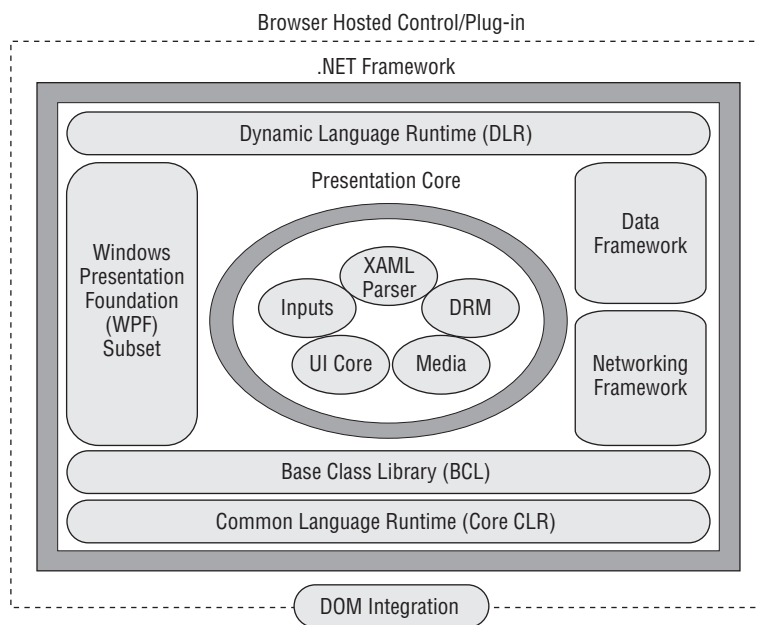 Browser Hosted Control/Plug-in
.NET Framework
Dynamic Language Runtime (DLR)
Windows
Presentation
Foundation
(WPF)
Subset
Presentation Core
XAML
Parser
Inputs
DRM
UI Core
Media
Data
Framework
Networking
Framework
Base Class Library (BCL)
Common Language Runtime (Core CLR)
DOM Integration